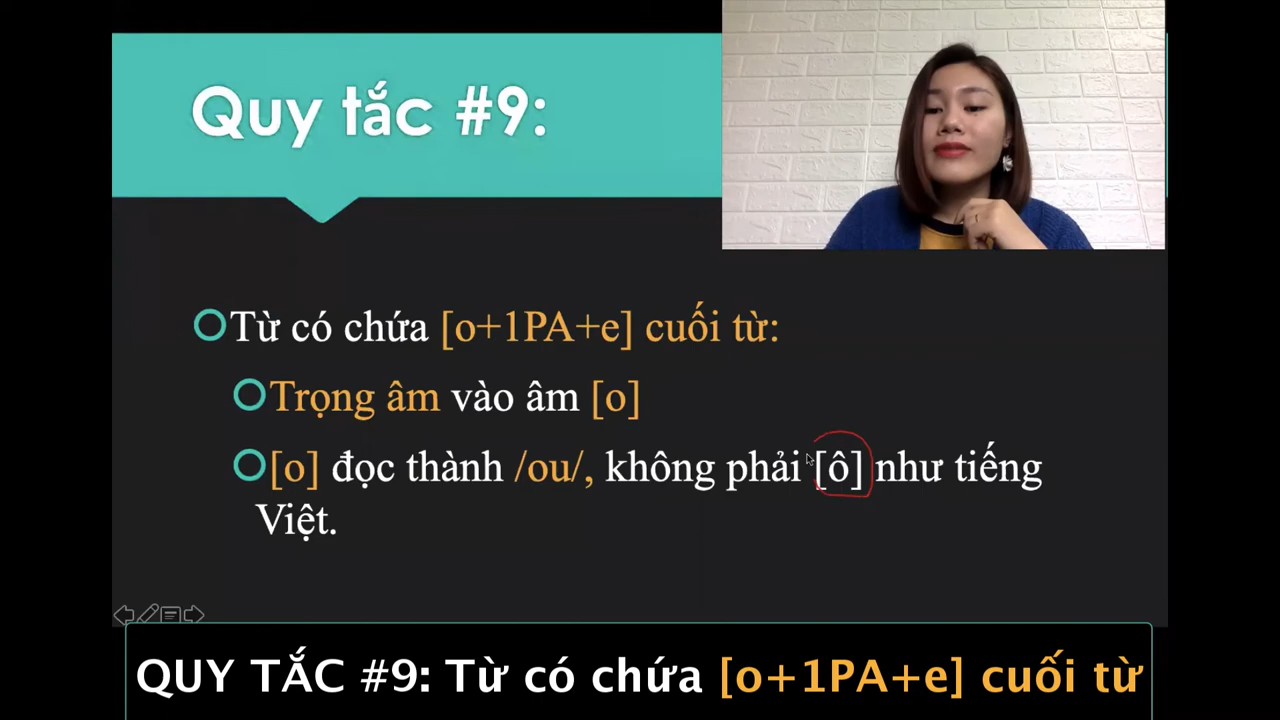 Quy tắc #9:
Từ có chứa [o+1PA+e] cuối từ:
Trọng âm vào âm [o]
[o] đọc thành /ou/, không phải [ô] như tiếng
Việt.
QUY TẮC #9: Từ có chứa [o+1PA+e] cuối từ